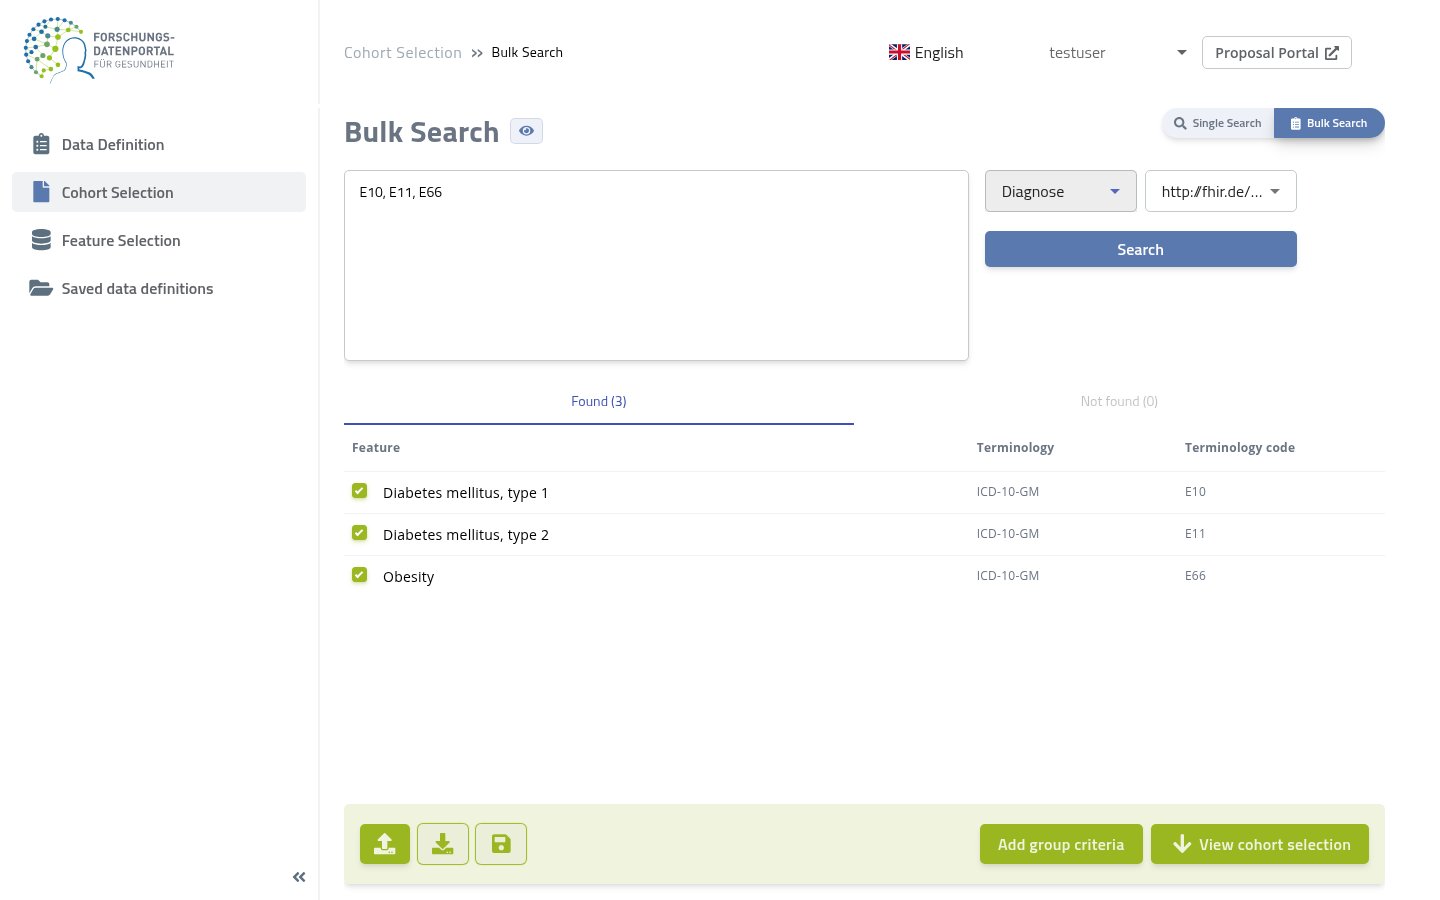 FORSCHUNGS-
DATENPORTAL
FÜR GESUNDHEIT
Cohort Selection » Bulk Search
English
testuser
Proposal Portal
Data Definition
Cohort Selection
Feature Selection
Saved data definitions
Bulk Search
Single Search
Bulk Search
E10, E11, E66
Diagnose
http://fhir.de/...
Search
Found (3)
Not found (0)
Feature Terminology Terminology code
Diabetes mellitus, type 1 ICD-10-GM E10
Diabetes mellitus, type 2 ICD-10-GM E11
Obesity ICD-10-GM E66
Add group criteria
View cohort selection